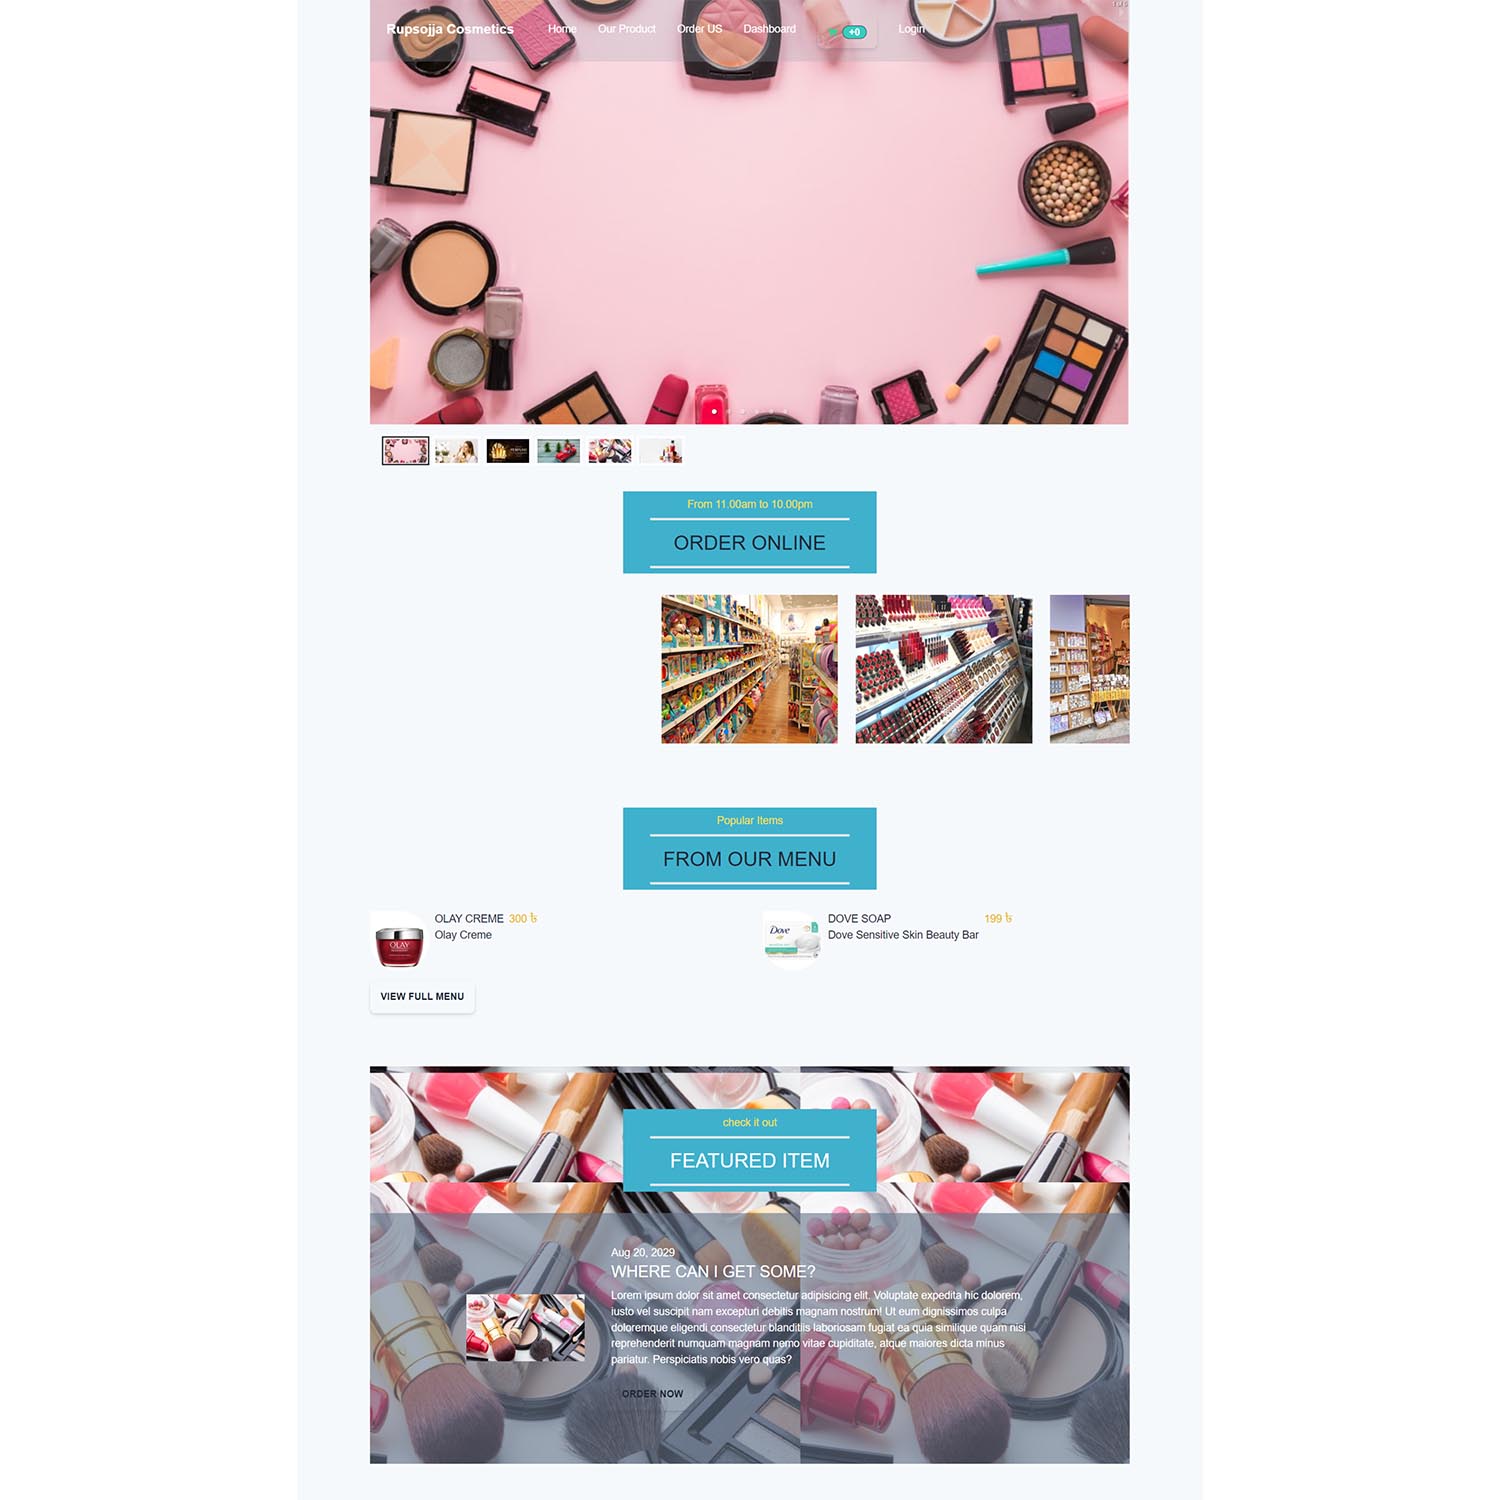 Rupsojja Cosmetics Home Our Product Order US Dashboard +0 Login
From 11.00am to 10.00pm
ORDER ONLINE
Popular Items
FROM OUR MENU
OLAY CREME 300 ৳
Olay Creme
OLAY
DOVE SOAP 199 ৳
Dove Sensitive Skin Beauty Bar
Dove
VIEW FULL MENU
check it out
FEATURED ITEM
Aug 20, 2029
WHERE CAN I GET SOME?
Lorem ipsum dolor sit amet consectetur adipisicing elit. Voluptate expedita hic dolorem,
iusto vel suscipit nam excepturi debitis magnam nostrum! Ut eum dignissimos culpa
doloremque eligendi consectetur blanditiis laboriosam fugiat ea quia similique quam nisi
reprehenderit numquam magnam nemo vitae cupiditate, atque maiores dicta minus
pariatur. Perspiciatis nobis vero quas?
ORDER NOW